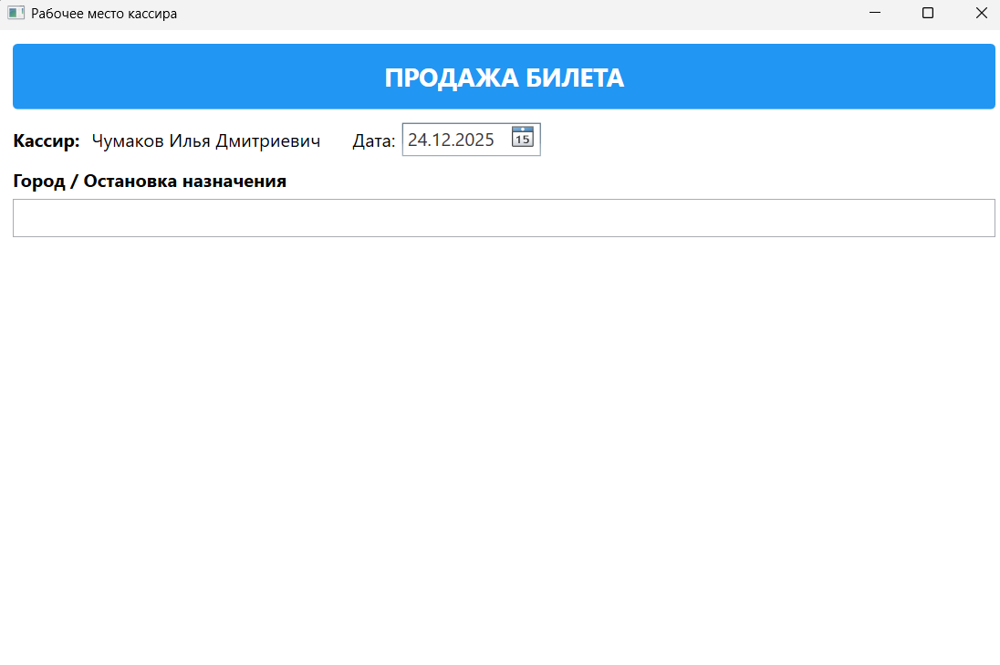 Рабочее место кассира
ПРОДАЖА БИЛЕТА
Кассир: Чумаков Илья Дмитриевич Дата: 24.12.2025 15
Город / Остановка назначения